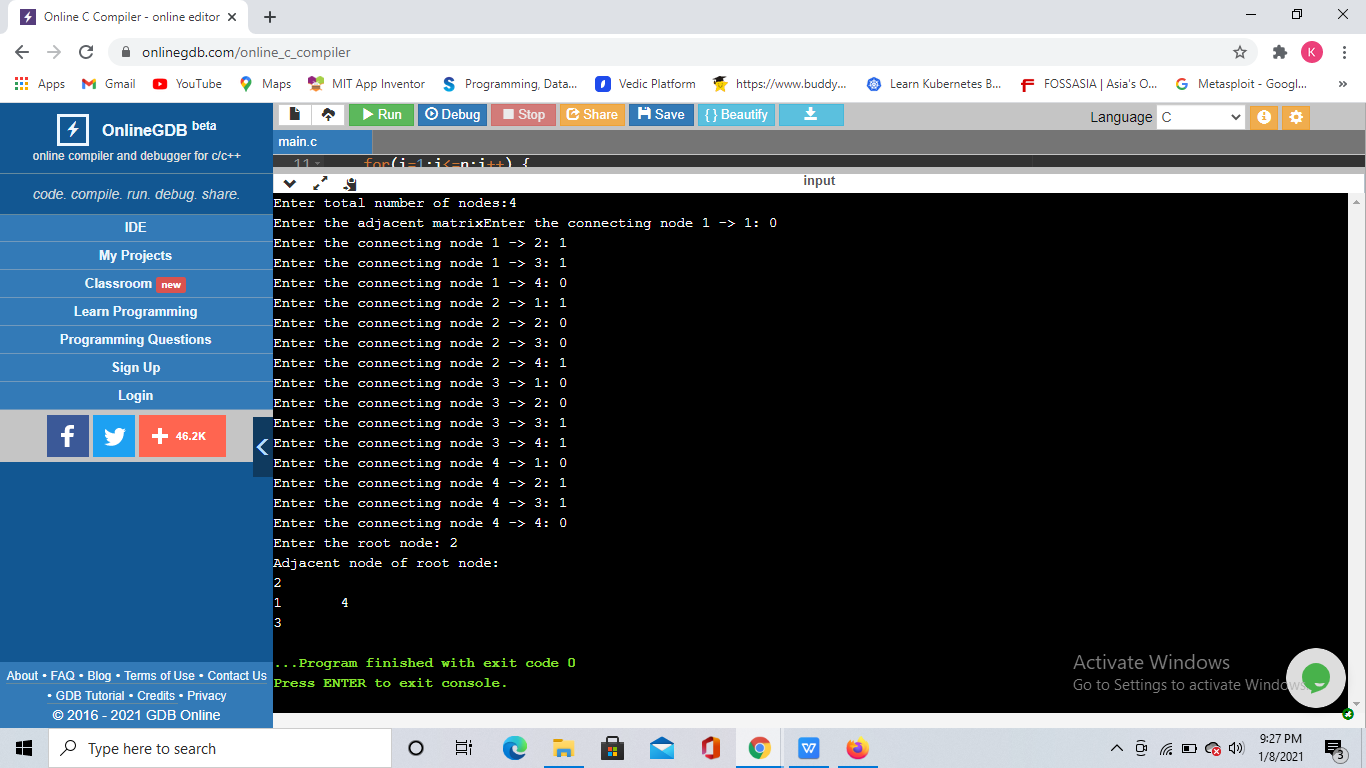 Online C Compiler - online editor
onlinegdb.com/online_c_compiler
K
Apps Gmail YouTube Maps MIT App Inventor Programming, Data... Vedic Platform https://www.buddy... Learn Kubernetes B... FOSSASIA | Asia's O... Metasploit - Googl... »
OnlineGDB beta
online compiler and debugger for c/c++
code. compile. run. debug. share.
IDE
My Projects
Classroom new
Learn Programming
Programming Questions
Sign Up
Login
46.2K
About • FAQ • Blog • Terms of Use • Contact Us
• GDB Tutorial • Credits • Privacy
© 2016 - 2021 GDB Online
Run Debug Stop Share Save { } Beautify
Language C
main.c
11 for(i=1;i<=n;i++) {
input
Enter total number of nodes:4
Enter the adjacent matrixEnter the connecting node 1 -> 1: 0
Enter the connecting node 1 -> 2: 1
Enter the connecting node 1 -> 3: 1
Enter the connecting node 1 -> 4: 0
Enter the connecting node 2 -> 1: 1
Enter the connecting node 2 -> 2: 0
Enter the connecting node 2 -> 3: 0
Enter the connecting node 2 -> 4: 1
Enter the connecting node 3 -> 1: 0
Enter the connecting node 3 -> 2: 0
Enter the connecting node 3 -> 3: 1
Enter the connecting node 3 -> 4: 1
Enter the connecting node 4 -> 1: 0
Enter the connecting node 4 -> 2: 1
Enter the connecting node 4 -> 3: 1
Enter the connecting node 4 -> 4: 0
Enter the root node: 2
Adjacent node of root node:
2
1 4
3
...Program finished with exit code 0
Press ENTER to exit console.
Activate Windows
Go to Settings to activate Windows.
Type here to search
9:27 PM
1/8/2021
3